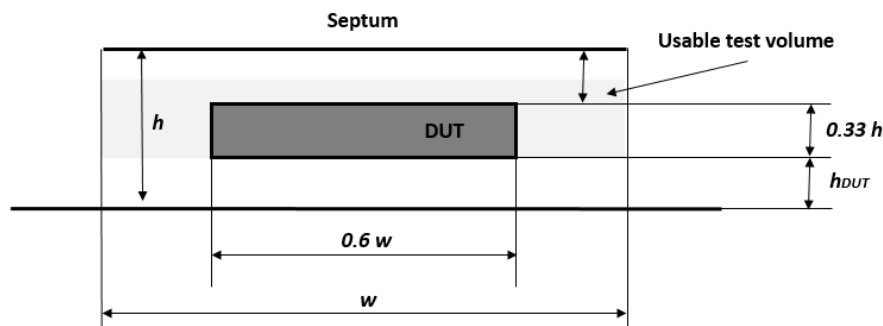 Septum
Usable test volume
h
DUT
0.33 h
hDUT
0.6 w
w